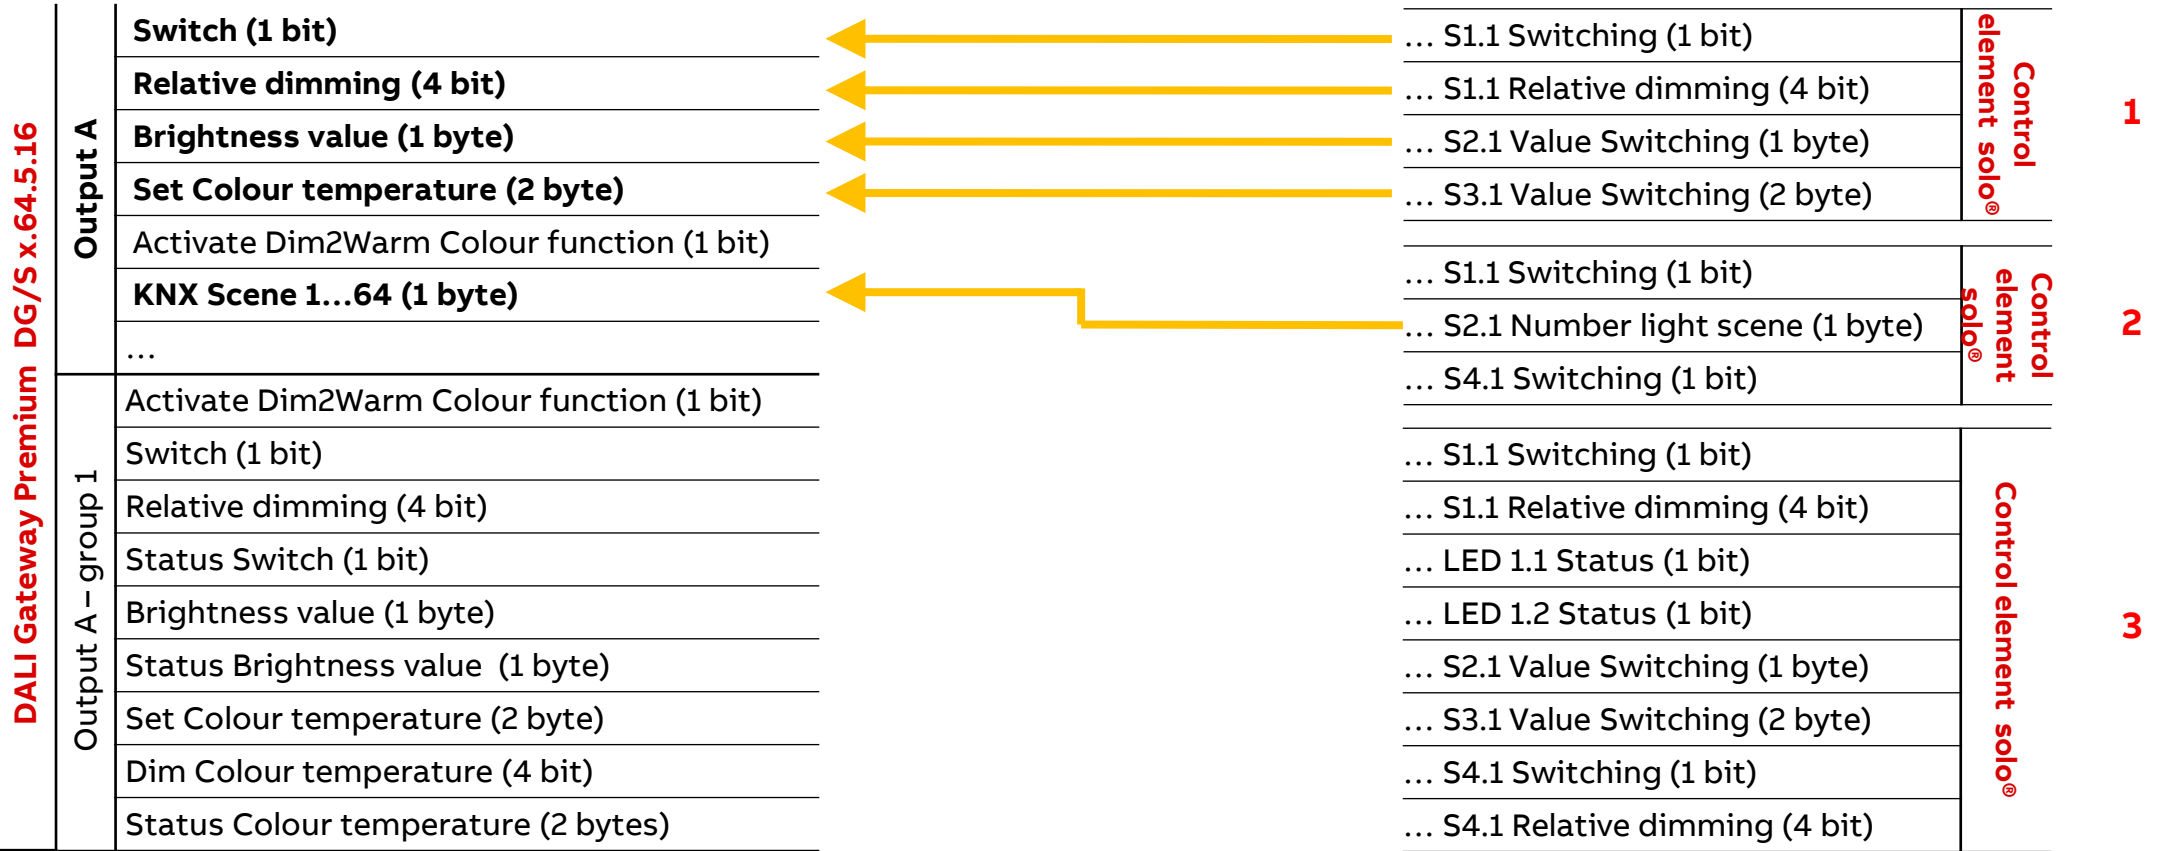 DALI Gateway Premium  DG/S x.64.5.16
Output A
Switch (1 bit)
Relative dimming (4 bit)
Brightness value (1 byte)
Set Colour temperature (2 byte)
Activate Dim2Warm Colour function (1 bit)
KNX Scene 1...64 (1 byte)
...
Output A – group 1
Activate Dim2Warm Colour function (1 bit)
Switch (1 bit)
Relative dimming (4 bit)
Status Switch (1 bit)
Brightness value (1 byte)
Status Brightness value  (1 byte)
Set Colour temperature (2 byte)
Dim Colour temperature (4 bit)
Status Colour temperature (2 bytes)
... S1.1 Switching (1 bit)
... S1.1 Relative dimming (4 bit)
... S2.1 Value Switching (1 byte)
... S3.1 Value Switching (2 byte)
Control
element solo®
1
... S1.1 Switching (1 bit)
... S2.1 Number light scene (1 byte)
... S4.1 Switching (1 bit)
Control
element
solo®
2
... S1.1 Switching (1 bit)
... S1.1 Relative dimming (4 bit)
... LED 1.1 Status (1 bit)
... LED 1.2 Status (1 bit)
... S2.1 Value Switching (1 byte)
... S3.1 Value Switching (2 byte)
... S4.1 Switching (1 bit)
... S4.1 Relative dimming (4 bit)
Control element solo®
3